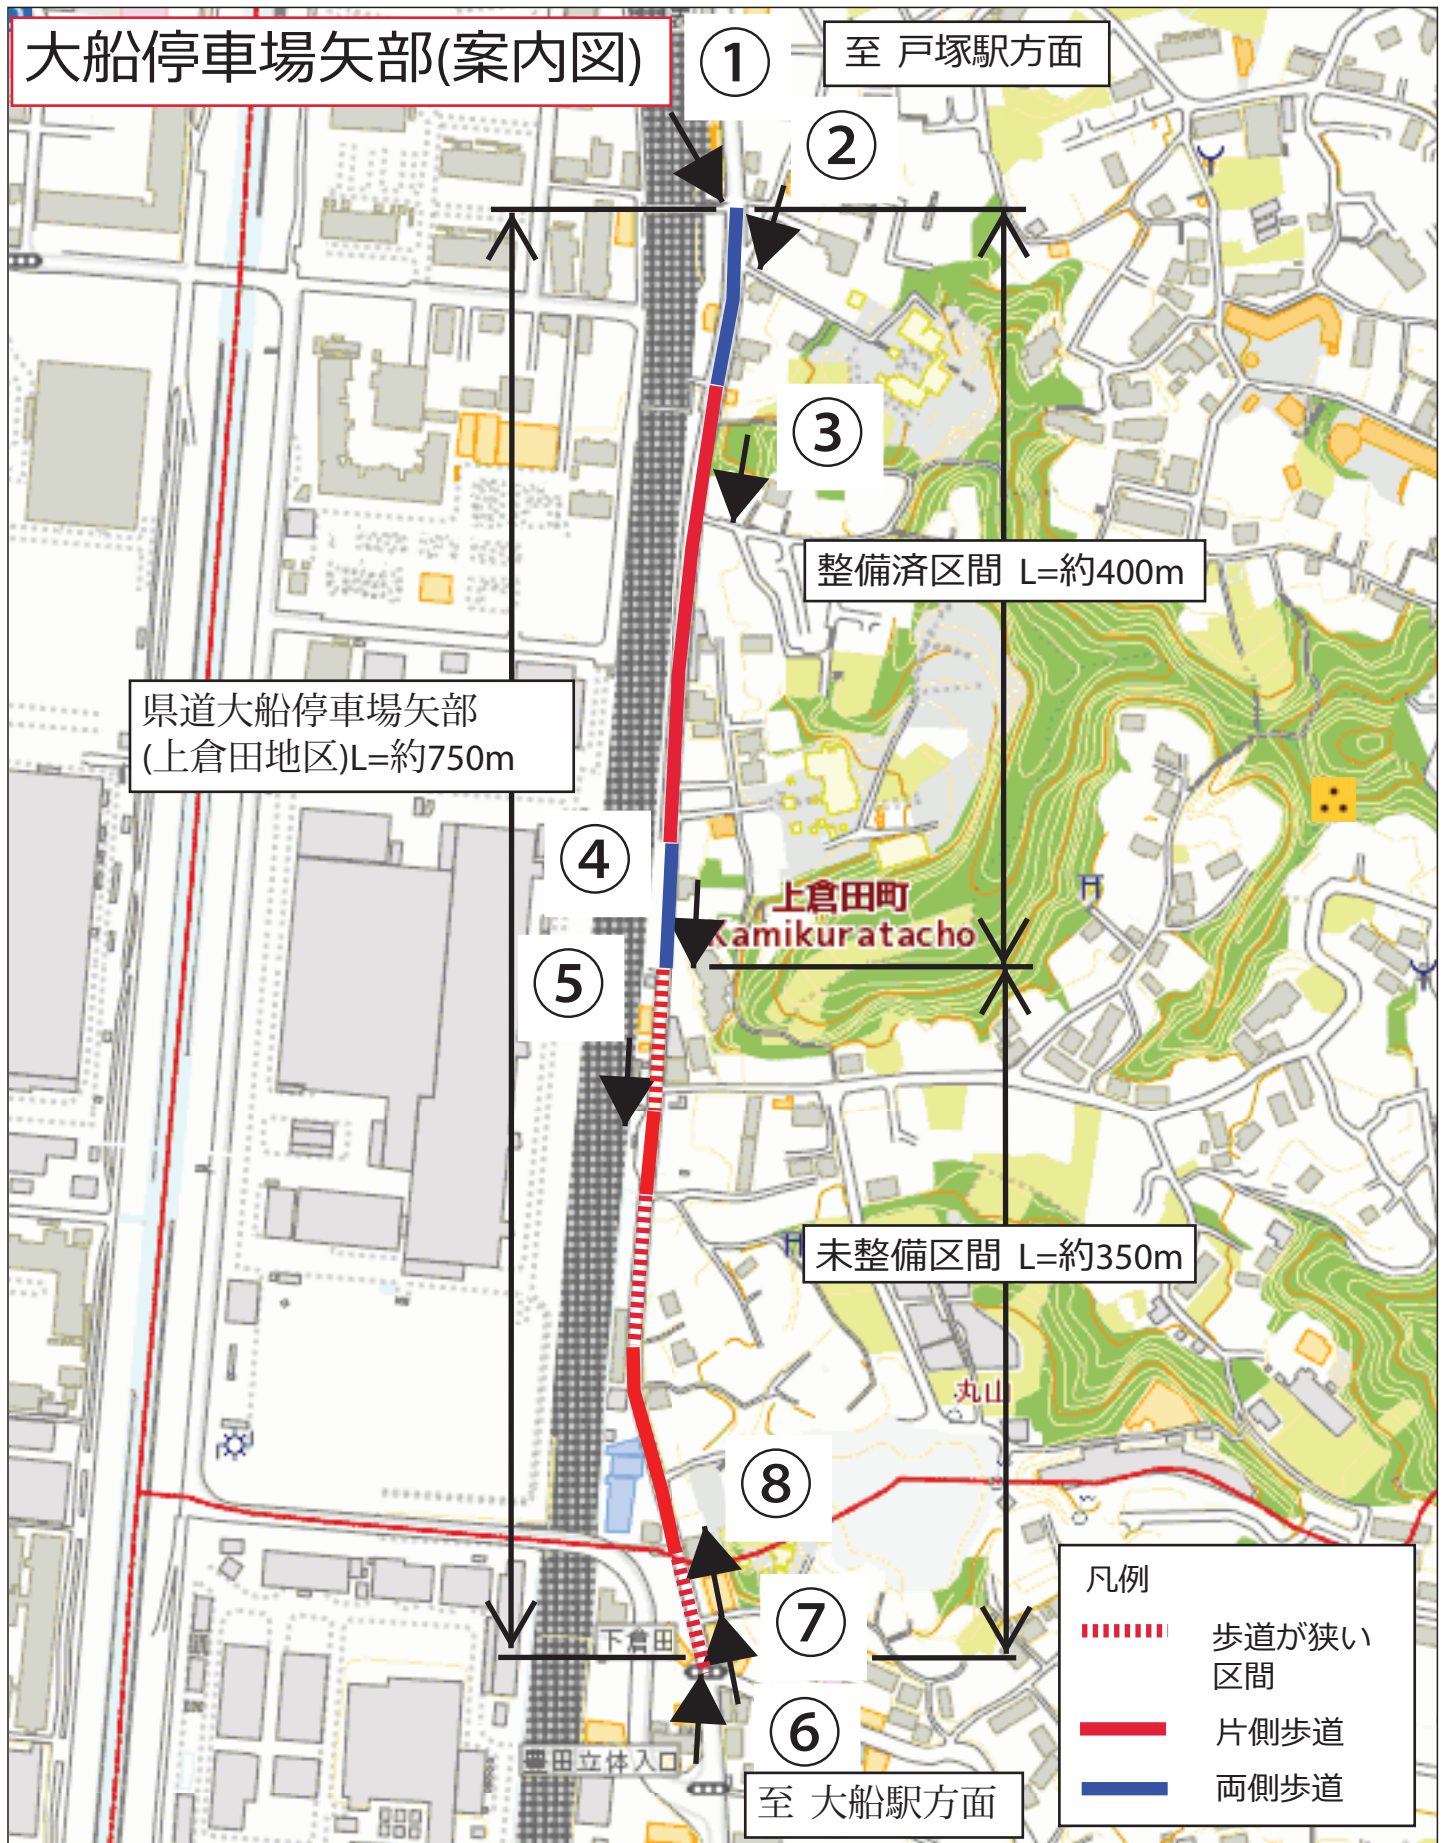 大船停車場矢部(案内図)
①
至 戸塚駅方面
②
③
整備済区間 L=約400m
県道大船停車場矢部
(上倉田地区)L=約750m
④
上倉田町
Kamikuratacho
⑤
未整備区間 L=約350m
丸山
⑧
⑦
下倉田
⑥
豊田立体入口
至 大船駅方面
凡例
歩道が狭い
区間
片側歩道
両側歩道